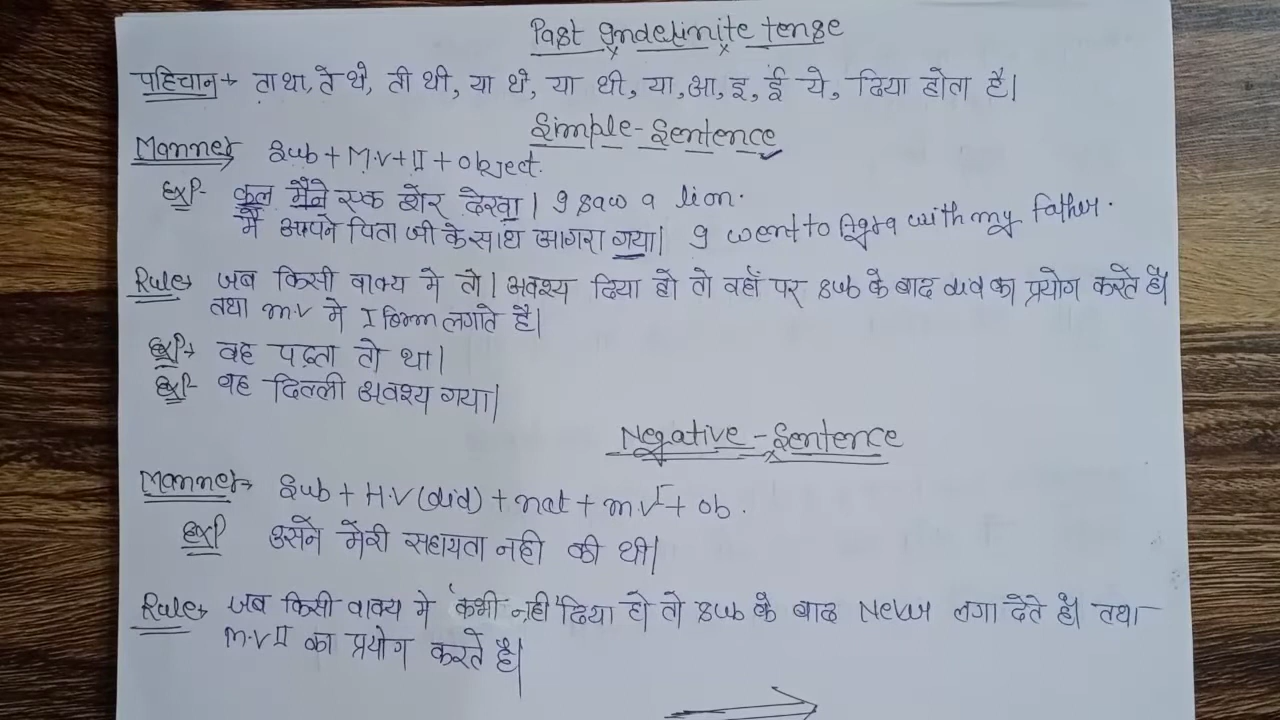 Past Indefinite tense
पहिचान → ता था, ते थे, ती थी, या थे, या थी, या, आ, इ, ई ये, दिया होता है।
Simple-Sentence
Manner → Sub + M.V + II + object.
Exp- कल मैने एक शेर देखा। I saw a lion.
मैं आपने पिता जी के साथ आगरा गया। I went to Agra with my Father.
Rule → जब किसी वाक्य मे तो। अवश्य दिया हो तो वहाँ पर sub के बाद did का प्रयोग करते है।
तथा m.v मे I form लगाते है।
Exp → वह पढ़ता तो था।
Exp- वह दिल्ली अवश्य गया।
Negative-Sentence
Manner → Sub + H.V (did) + not + m.v I + ob.
Exp उसने मेरी सहायता नही की थी।
Rule → जब किसी वाक्य मे 'कभी नही' दिया हो तो sub के बाद Never लगा देते है। तथा
m.v II का प्रयोग करते है।